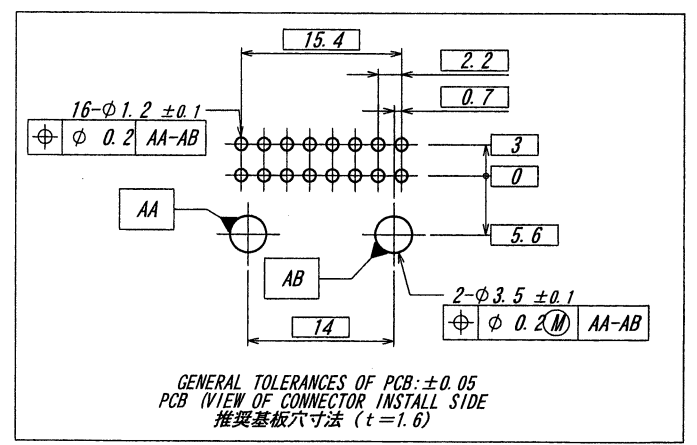 15.4
2.2
0.7
16-φ1.2 ±0.1
⌖ φ 0.2 AA-AB
3
0
AA
5.6
AB
2-φ3.5 ±0.1
⌖ φ 0.2Ⓜ AA-AB
14
GENERAL TOLERANCES OF PCB:±0.05
PCB (VIEW OF CONNECTOR INSTALL SIDE
推奨基板穴寸法 (t=1.6)